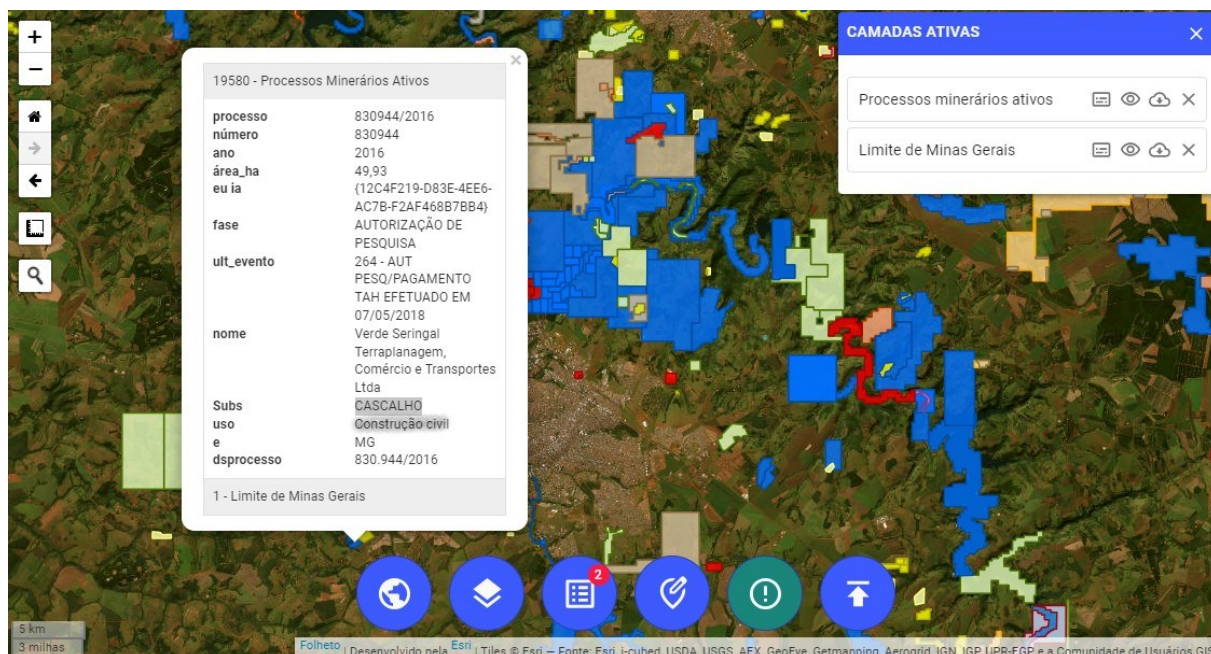 +
−
19580 - Processos Minerários Ativos
×
processo 830944/2016
número 830944
ano 2016
área_ha 49,93
eu ia {12C4F219-D83E-4EE6-
AC7B-F2AF468B7BB4}
fase AUTORIZAÇÃO DE
PESQUISA
ult_evento 264 - AUT
PESQ/PAGAMENTO
TAH EFETUADO EM
07/05/2018
nome Verde Seringal
Terraplanagem,
Comércio e Transportes
Ltda
Subs CASCALHO
uso Construção civil
e MG
dsprocesso 830.944/2016
1 - Limite de Minas Gerais
CAMADAS ATIVAS
Processos minerários ativos
Limite de Minas Gerais
2
5 km
3 milhas
Folheto | Desenvolvido pela Esri | Tiles © Esri — Fonte: Esri, i-cubed, USDA, USGS, AEX, GeoEye, Getmapping, Aerogrid, IGN, IGP, UPR-EGP e a Comunidade de Usuários GIS